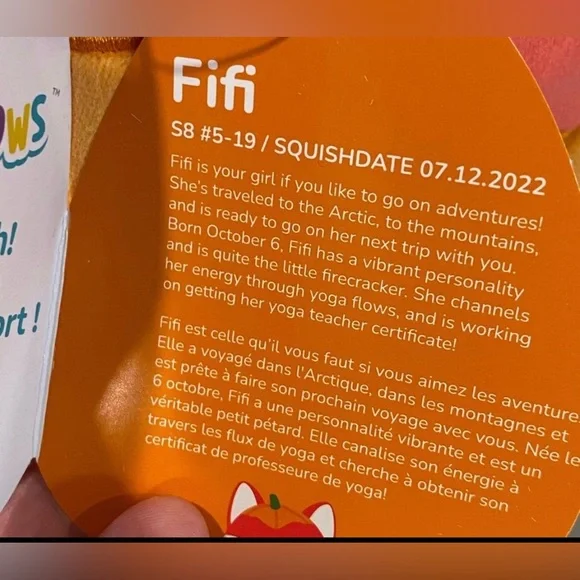 WS™
h!
ort !
Fifi
S8 #5-19 / SQUISHDATE 07.12.2022
Fifi is your girl if you like to go on adventures!
She's traveled to the Arctic, to the mountains,
and is ready to go on her next trip with you.
Born October 6, Fifi has a vibrant personality
and is quite the little firecracker. She channels
her energy through yoga flows, and is working
on getting her yoga teacher certificate!
Fifi est celle qu'il vous faut si vous aimez les aventure
Elle a voyagé dans l'Arctique, dans les montagnes et
est prête à faire son prochain voyage avec vous. Née le
6 octobre, Fifi a une personnalité vibrante et est un
véritable petit pétard. Elle canalise son énergie à
travers les flux de yoga et cherche à obtenir son
certificat de professeure de yoga!